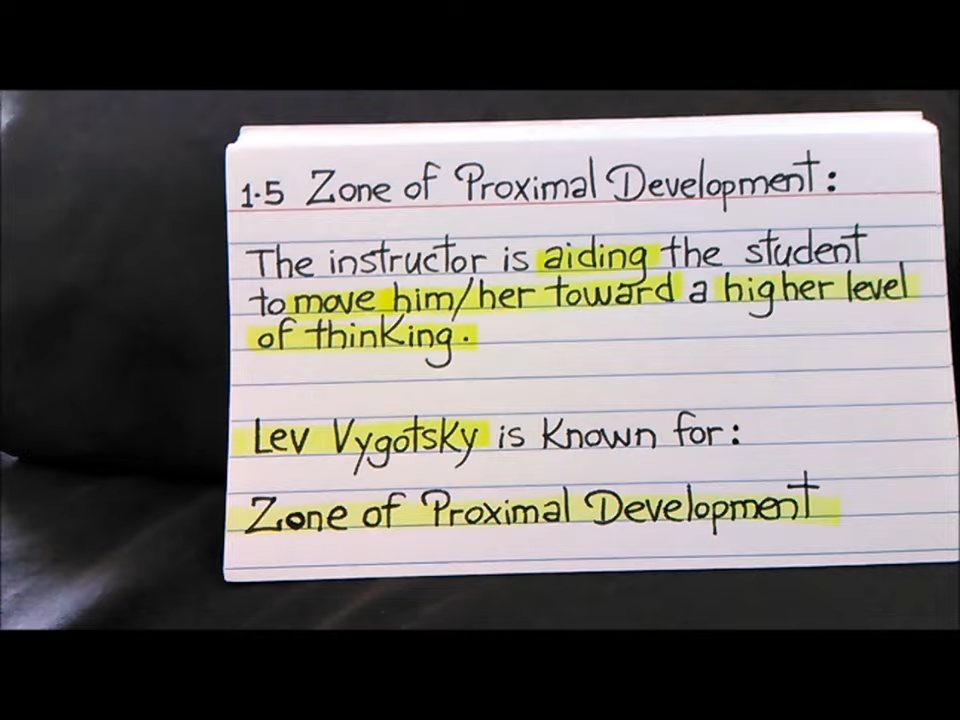 1.5 Zone of Proximal Development:
The instructor is aiding the student
to move him/her toward a higher level
of thinking.
Lev Vygotsky is known for:
Zone of Proximal Development